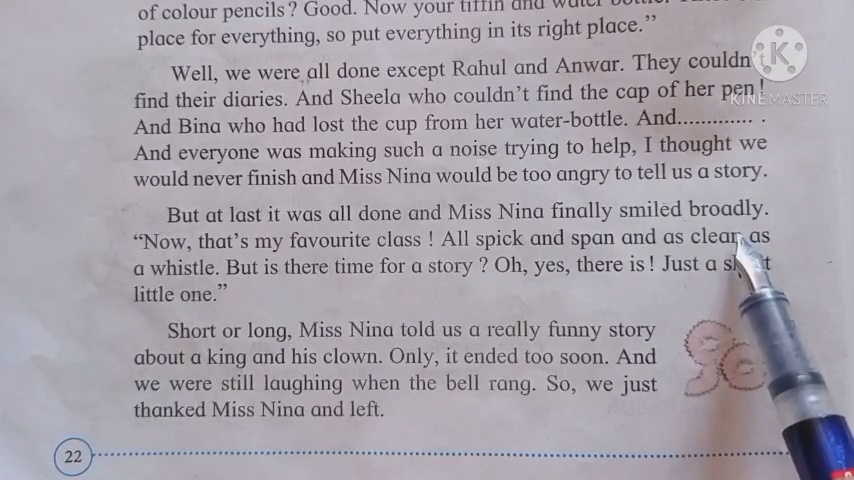 of colour pencils? Good. Now your tiffin and water
place for everything, so put everything in its right place."
Well, we were all done except Rahul and Anwar. They couldn't
find their diaries. And Sheela who couldn't find the cap of her pen!
And Bina who had lost the cup from her water-bottle. And.............. .
And everyone was making such a noise trying to help, I thought we
would never finish and Miss Nina would be too angry to tell us a story.
But at last it was all done and Miss Nina finally smiled broadly.
"Now, that's my favourite class! All spick and span and as clean as
a whistle. But is there time for a story? Oh, yes, there is! Just a
little one."
Short or long, Miss Nina told us a really funny story
about a king and his clown. Only, it ended too soon. And
we were still laughing when the bell rang. So, we just
thanked Miss Nina and left.
22
KINEMASTER